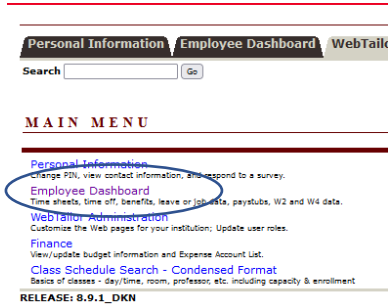 Personal Information Employee Dashboard WebTailo
Search Go
MAIN MENU
Personal Information
Change PIN, view contact information, and respond to a survey.
Employee Dashboard
Time sheets, time off, benefits, leave or job data, paystubs, W2 and W4 data.
WebTailor Administration
Customize the Web pages for your institution; Update user roles.
Finance
View/update budget information and Expense Account List.
Class Schedule Search - Condensed Format
Basics of classes - day/time, room, professor, etc. including capacity & enrollment
RELEASE: 8.9.1_DKN